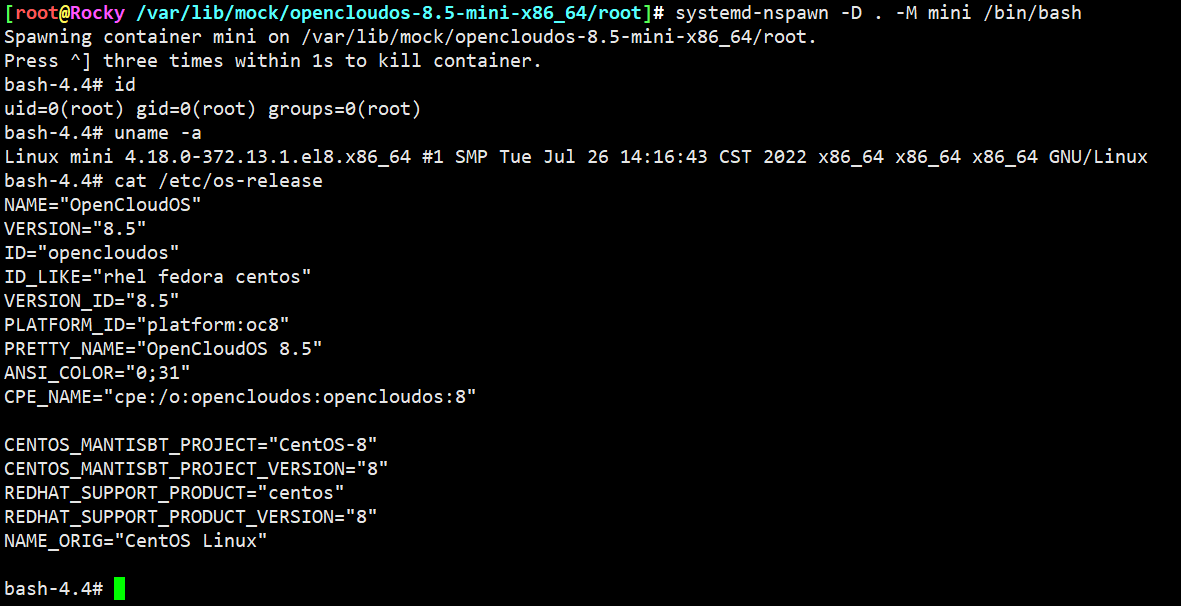 [root@Rocky /var/lib/mock/opencloudos-8.5-mini-x86_64/root]# systemd-nspawn -D . -M mini /bin/bash
Spawning container mini on /var/lib/mock/opencloudos-8.5-mini-x86_64/root.
Press ^] three times within 1s to kill container.
bash-4.4# id
uid=0(root) gid=0(root) groups=0(root)
bash-4.4# uname -a
Linux mini 4.18.0-372.13.1.el8.x86_64 #1 SMP Tue Jul 26 14:16:43 CST 2022 x86_64 x86_64 x86_64 GNU/Linux
bash-4.4# cat /etc/os-release
NAME="OpenCloudOS"
VERSION="8.5"
ID="opencloudos"
ID_LIKE="rhel fedora centos"
VERSION_ID="8.5"
PLATFORM_ID="platform:oc8"
PRETTY_NAME="OpenCloudOS 8.5"
ANSI_COLOR="0;31"
CPE_NAME="cpe:/o:opencloudos:opencloudos:8"

CENTOS_MANTISBT_PROJECT="CentOS-8"
CENTOS_MANTISBT_PROJECT_VERSION="8"
REDHAT_SUPPORT_PRODUCT="centos"
REDHAT_SUPPORT_PRODUCT_VERSION="8"
NAME_ORIG="CentOS Linux"

bash-4.4#